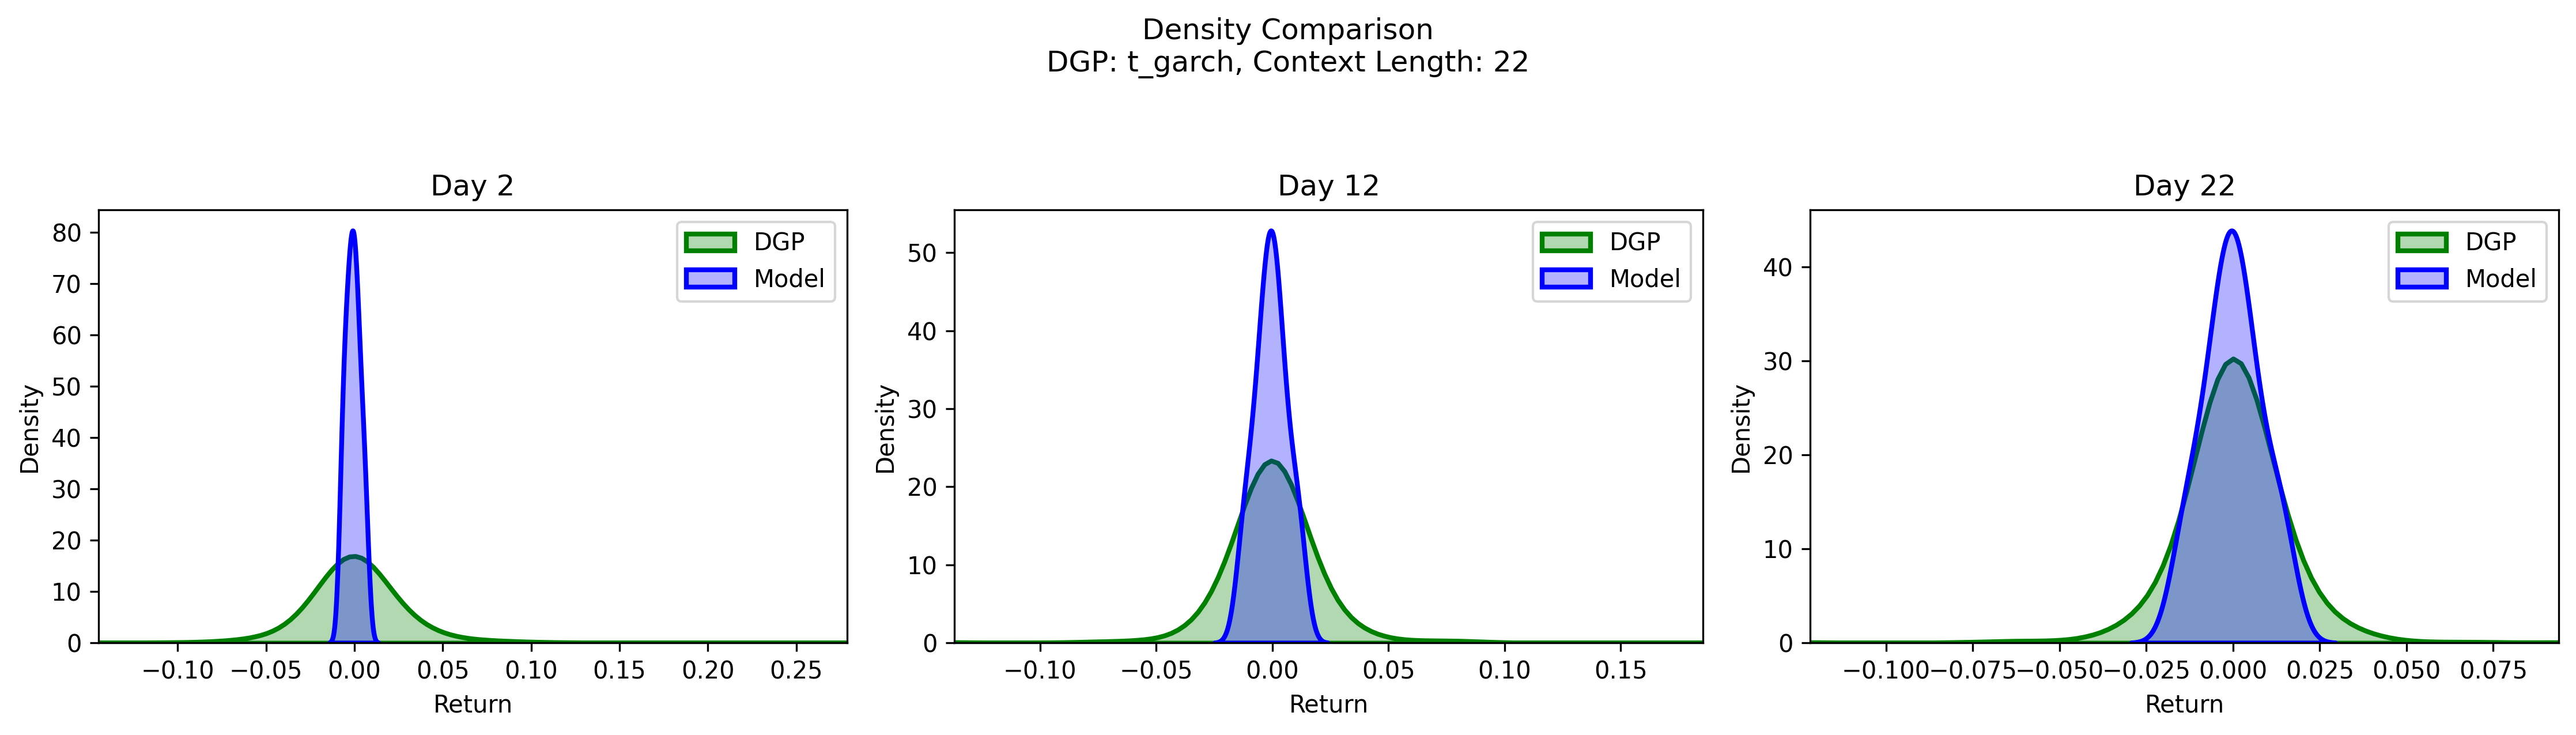 Density Comparison
DGP: t_garch, Context Length: 22
Day 2
80
70
60
50
40
30
20
10
0
Density
−0.10 −0.05 0.00 0.05 0.10 0.15 0.20 0.25
Return
DGP
Model
Day 12
50
40
30
20
10
0
Density
−0.10 −0.05 0.00 0.05 0.10 0.15
Return
DGP
Model
Day 22
40
30
20
10
0
Density
−0.100 −0.075 −0.050 −0.025 0.000 0.025 0.050 0.075
Return
DGP
Model